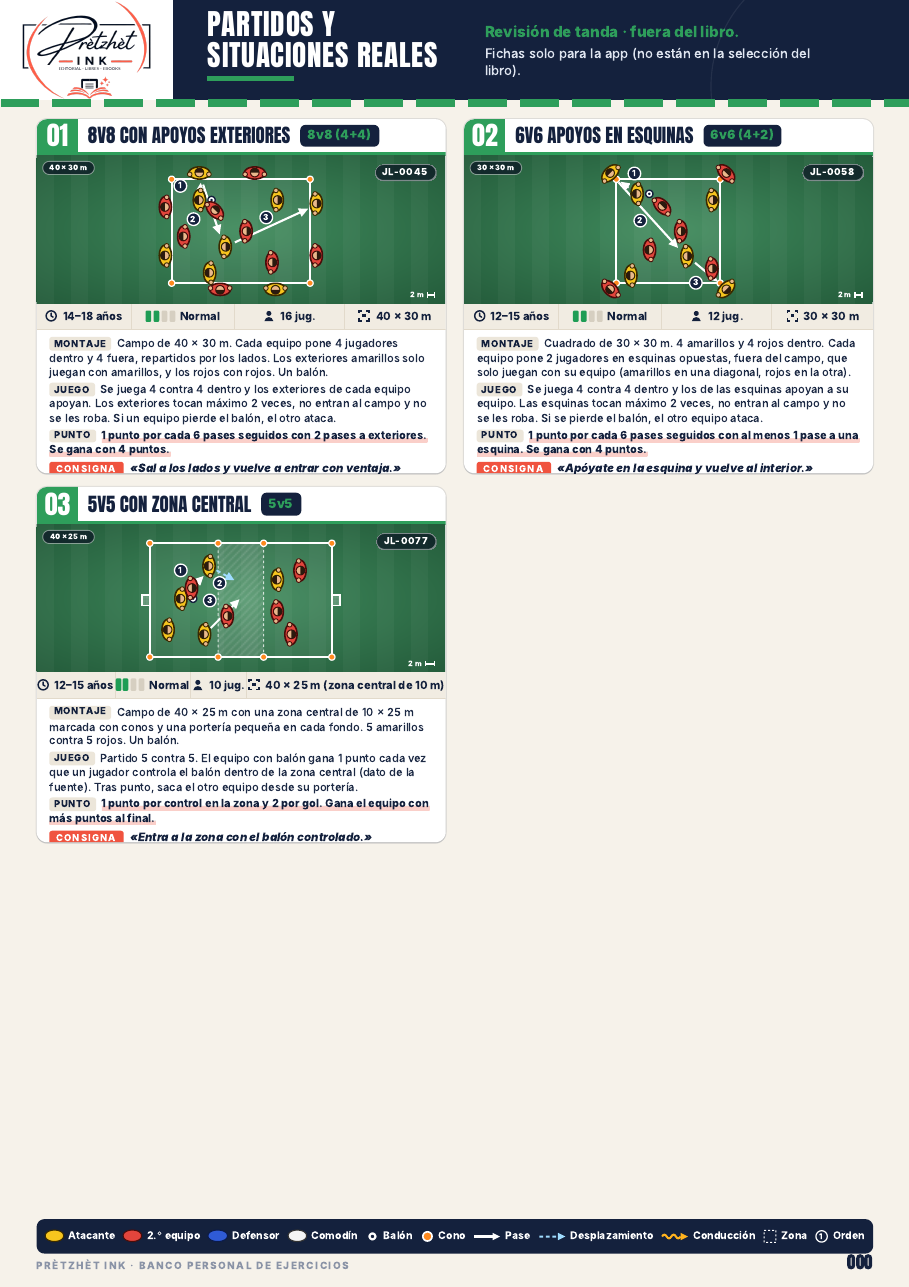 Prètzhèt
INK
EDITORIAL · LIBROS · EBOOKS
PARTIDOS Y
SITUACIONES REALES
Revisión de tanda · fuera del libro.
Fichas solo para la app (no están en la selección del
libro).
01 8V8 CON APOYOS EXTERIORES 8v8 (4+4)
40×30 m
JL-0045
1
2
3
2 m
14–18 años Normal 16 jug. 40 × 30 m
MONTAJE Campo de 40 × 30 m. Cada equipo pone 4 jugadores
dentro y 4 fuera, repartidos por los lados. Los exteriores amarillos solo
juegan con amarillos, y los rojos con rojos. Un balón.
JUEGO Se juega 4 contra 4 dentro y los exteriores de cada equipo
apoyan. Los exteriores tocan máximo 2 veces, no entran al campo y no
se les roba. Si un equipo pierde el balón, el otro ataca.
PUNTO 1 punto por cada 6 pases seguidos con 2 pases a exteriores.
Se gana con 4 puntos.
CONSIGNA «Sal a los lados y vuelve a entrar con ventaja.»
02 6V6 APOYOS EN ESQUINAS 6v6 (4+2)
30×30 m
JL-0058
1
2
3
2 m
12–15 años Normal 12 jug. 30 × 30 m
MONTAJE Cuadrado de 30 × 30 m. 4 amarillos y 4 rojos dentro. Cada
equipo pone 2 jugadores en esquinas opuestas, fuera del campo, que
solo juegan con su equipo (amarillos en una diagonal, rojos en la otra).
JUEGO Se juega 4 contra 4 dentro y los de las esquinas apoyan a su
equipo. Las esquinas tocan máximo 2 veces, no entran al campo y no
se les roba. Si se pierde el balón, el otro equipo ataca.
PUNTO 1 punto por cada 6 pases seguidos con al menos 1 pase a una
esquina. Se gana con 4 puntos.
CONSIGNA «Apóyate en la esquina y vuelve al interior.»
03 5V5 CON ZONA CENTRAL 5v5
40×25 m
JL-0077
1
2
3
2 m
12–15 años Normal 10 jug. 40 × 25 m (zona central de 10 m)
MONTAJE Campo de 40 × 25 m con una zona central de 10 × 25 m
marcada con conos y una portería pequeña en cada fondo. 5 amarillos
contra 5 rojos. Un balón.
JUEGO Partido 5 contra 5. El equipo con balón gana 1 punto cada vez
que un jugador controla el balón dentro de la zona central (dato de la
fuente). Tras punto, saca el otro equipo desde su portería.
PUNTO 1 punto por control en la zona y 2 por gol. Gana el equipo con
más puntos al final.
CONSIGNA «Entra a la zona con el balón controlado.»
Atacante 2.º equipo Defensor Comodín Balón Cono Pase Desplazamiento Conducción Zona 1 Orden
PRÈTZHÈT INK · BANCO PERSONAL DE EJERCICIOS
000